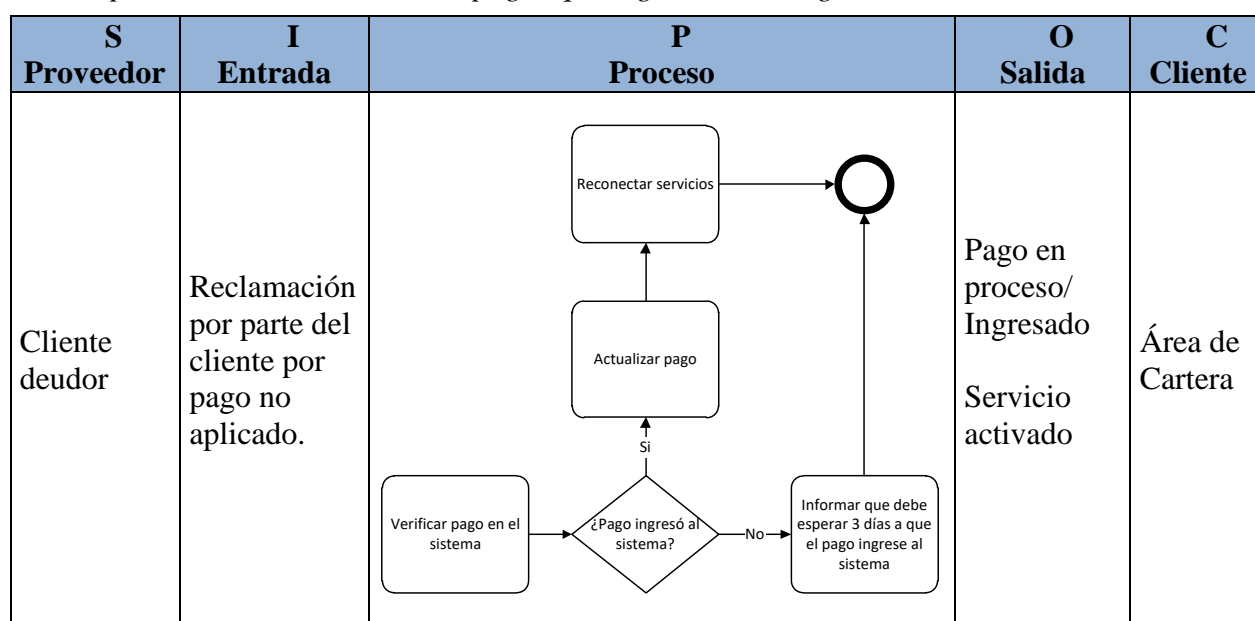 S
Proveedor
I
Entrada
P
Proceso
O
Salida
C
Cliente
Cliente
deudor
Reclamación
por parte del
cliente por
pago no
aplicado.
Reconectar servicios
Actualizar pago
Si
Verificar pago en el
sistema
¿Pago ingresó al
sistema?
No
Informar que debe
esperar 3 días a que
el pago ingrese al
sistema
Pago en
proceso/
Ingresado
Servicio
activado
Área de
Cartera